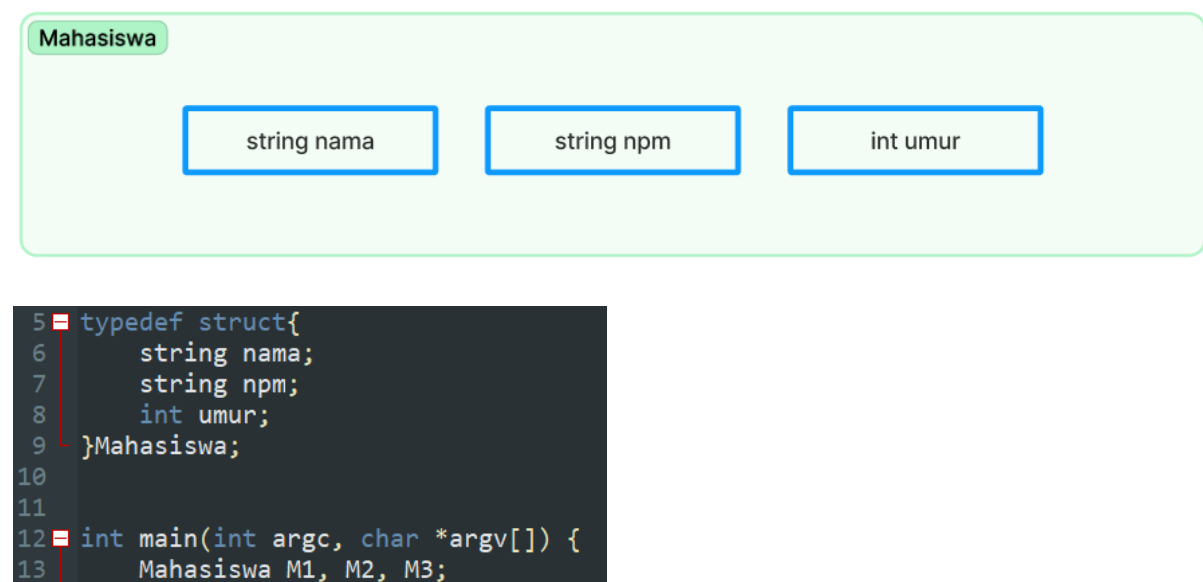 Mahasiswa
string nama string npm int umur
5 typedef struct{
6 string nama;
7 string npm;
8 int umur;
9 }Mahasiswa;
10
11
12 int main(int argc, char *argv[]) {
13 Mahasiswa M1, M2, M3;